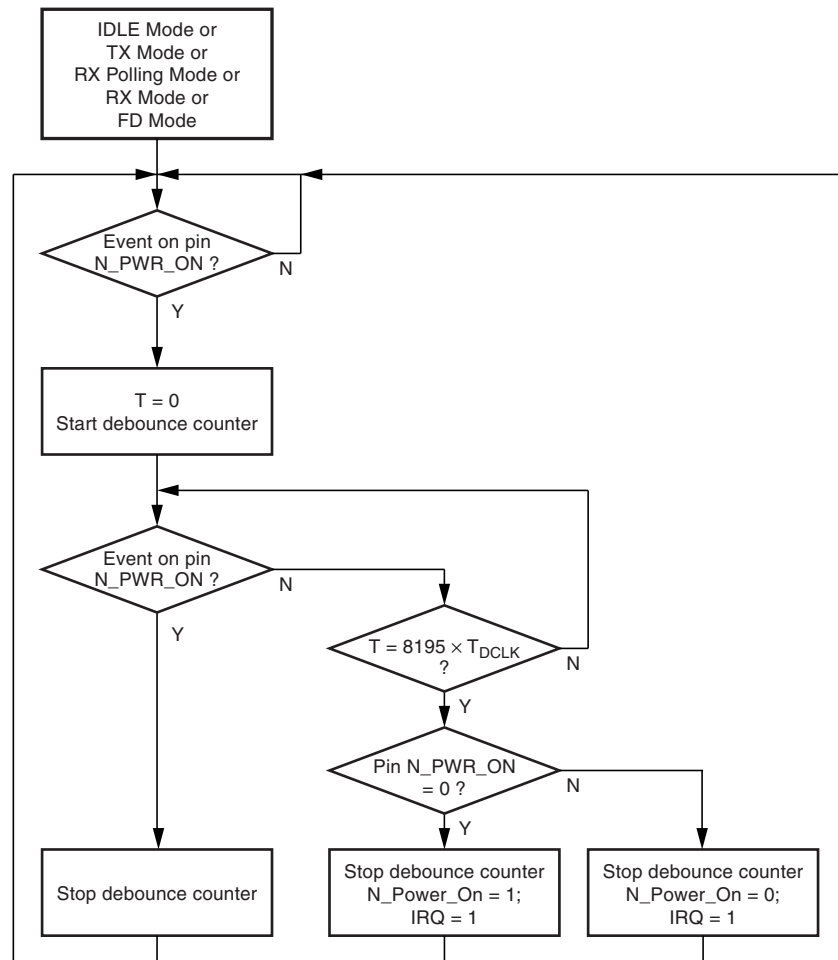 IDLE Mode or
TX Mode or
RX Polling Mode or
RX Mode or
FD Mode
Event on pin
N_PWR_ON ?
N
Y
T = 0
Start debounce counter
Event on pin
N_PWR_ON ?
N
Y
T = 8195 × TDCLK
?
N
Y
Pin N_PWR_ON
= 0 ?
N
Y
Stop debounce counter
Stop debounce counter
N_Power_On = 1;
IRQ = 1
Stop debounce counter
N_Power_On = 0;
IRQ = 1